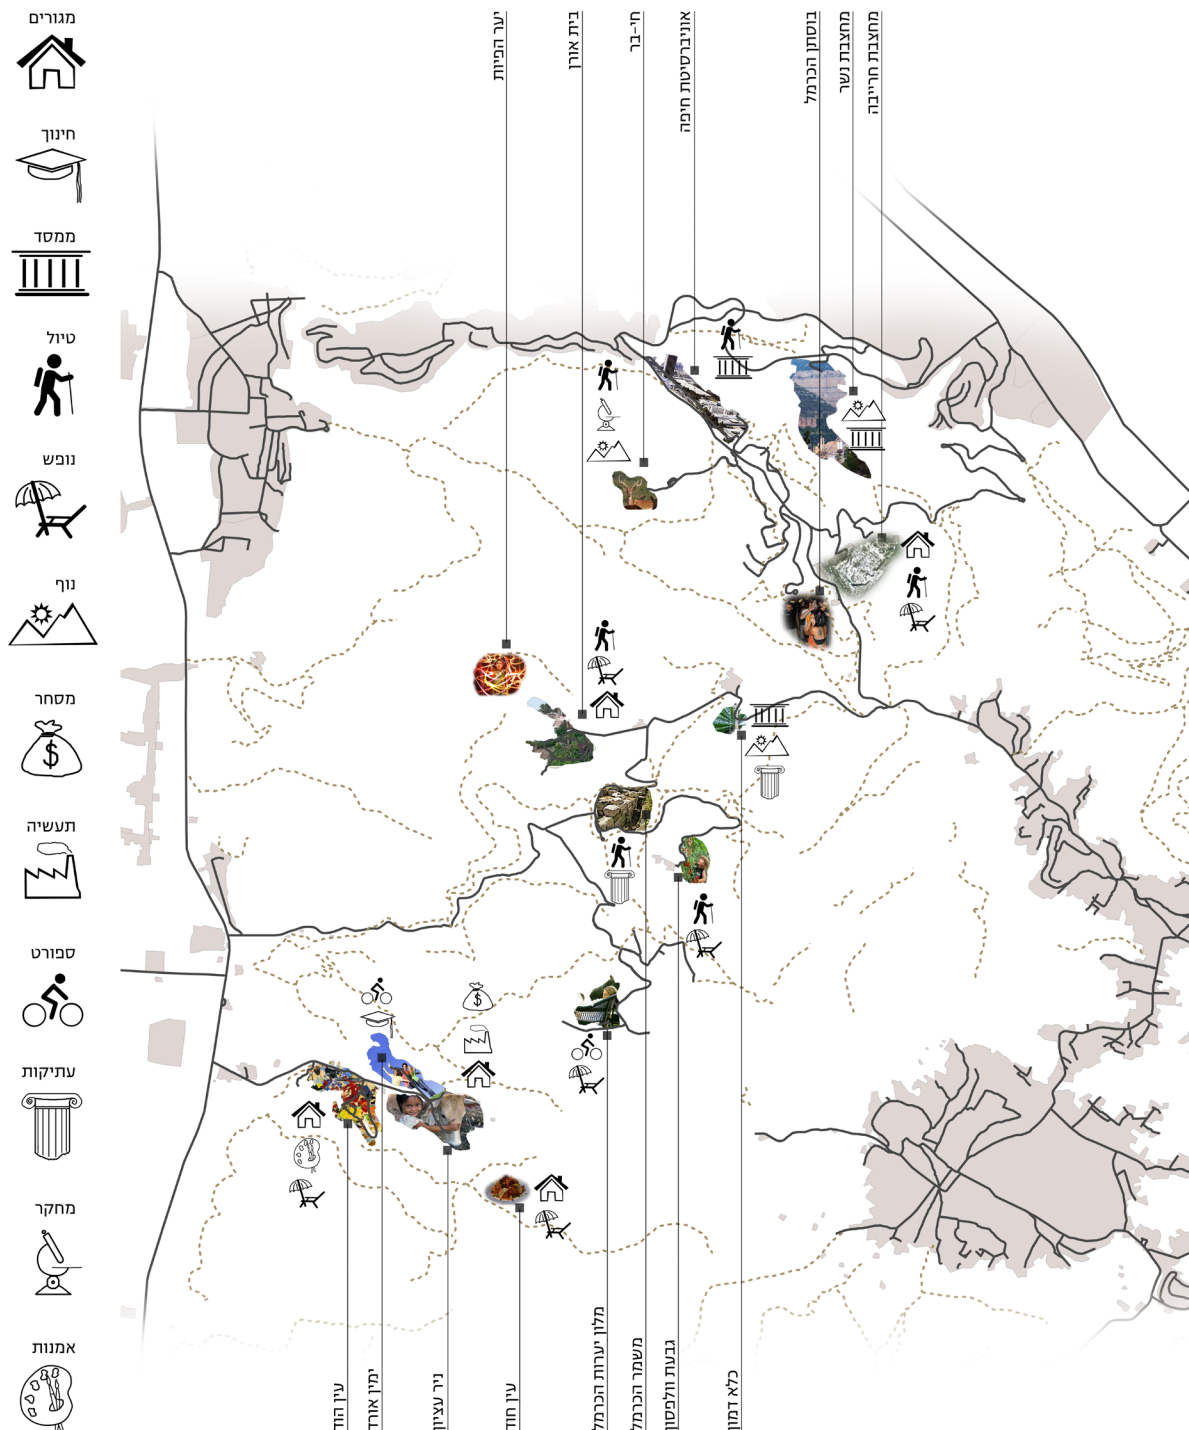 מגורים
חינוך
ממסד
טיול
נופש
נוף
מסחר
תעשיה
ספורט
עתיקות
מחקר
אמנות
יער הפיות
בית אורן
חי-בר
אוניברסיטת חיפה
בוסתן הכרמל
מחצבת נשר
מחצבת חרייבה
עין הוד
ימין אורד
ניר עציון
עין חוד
מלון יערות הכרמל
משמר הכרמל
גבעת וולפסון
כלא דמון